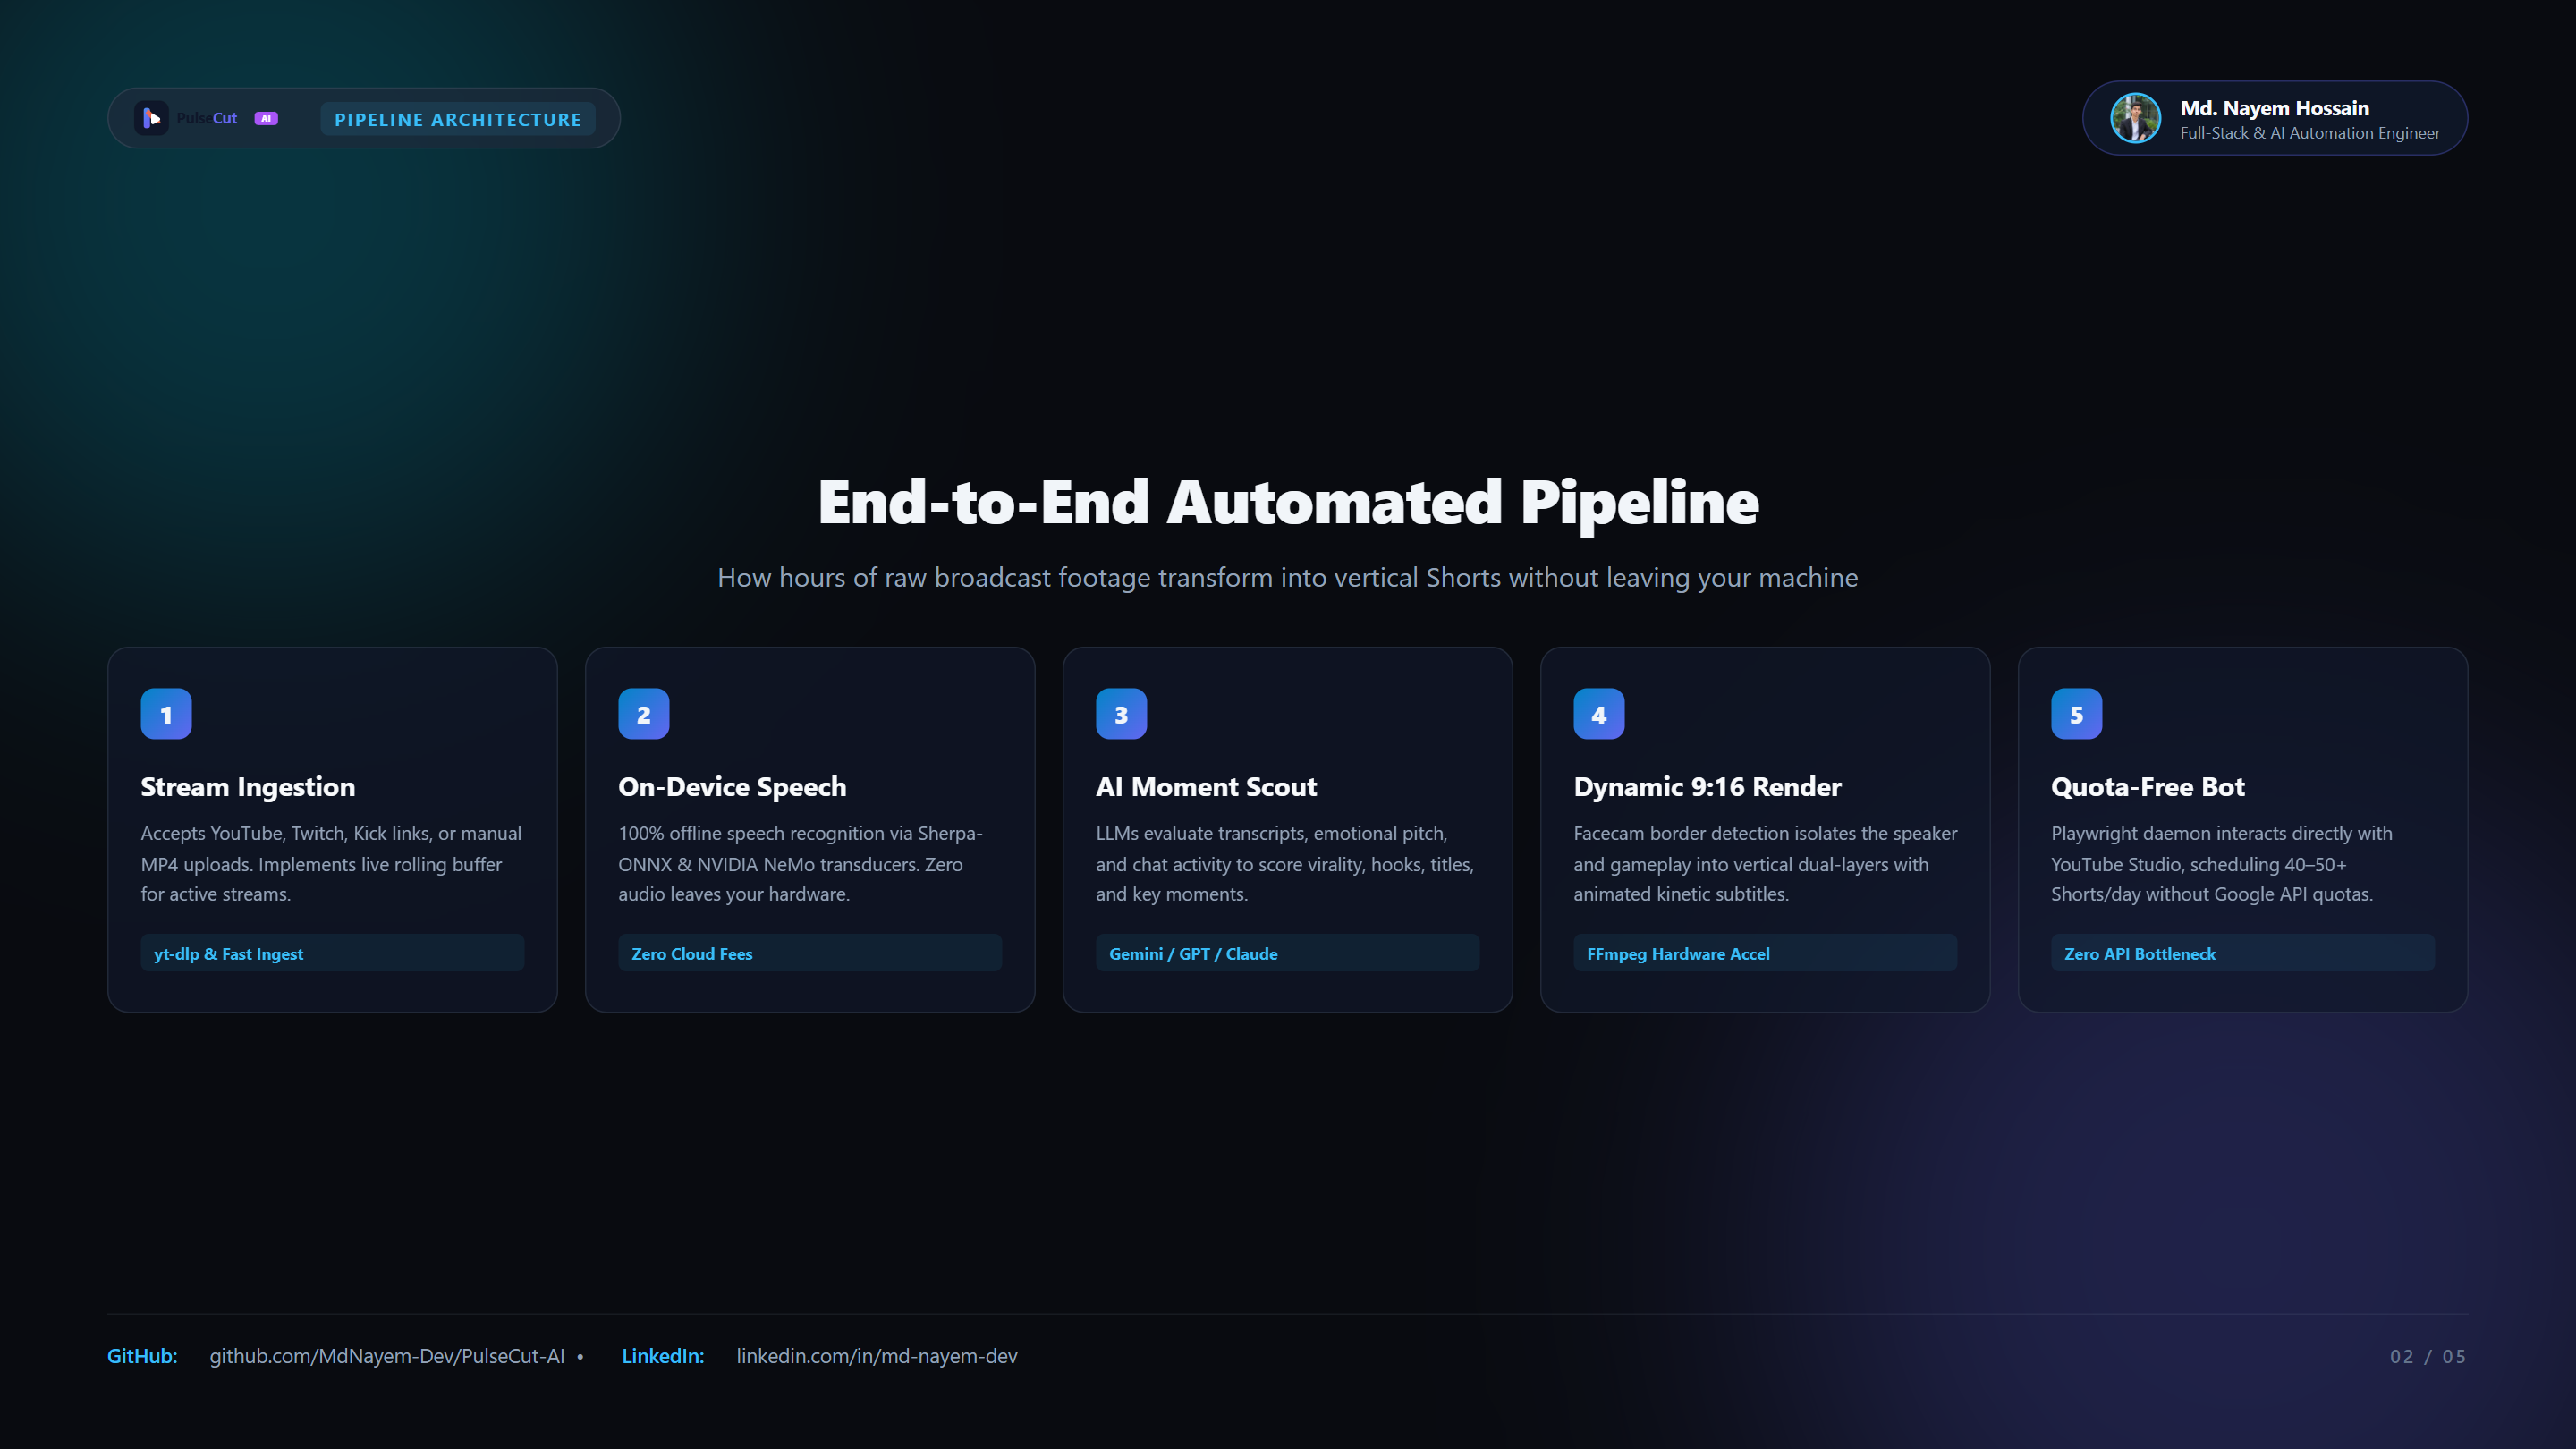 PulseCut AI
PIPELINE ARCHITECTURE
Md. Nayem Hossain
Full-Stack & AI Automation Engineer
End-to-End Automated Pipeline
How hours of raw broadcast footage transform into vertical Shorts without leaving your machine
1
Stream Ingestion
Accepts YouTube, Twitch, Kick links, or manual
MP4 uploads. Implements live rolling buffer
for active streams.
yt-dlp & Fast Ingest
2
On-Device Speech
100% offline speech recognition via Sherpa-
ONNX & NVIDIA NeMo transducers. Zero
audio leaves your hardware.
Zero Cloud Fees
3
AI Moment Scout
LLMs evaluate transcripts, emotional pitch,
and chat activity to score virality, hooks, titles,
and key moments.
Gemini / GPT / Claude
4
Dynamic 9:16 Render
Facecam border detection isolates the speaker
and gameplay into vertical dual-layers with
animated kinetic subtitles.
FFmpeg Hardware Accel
5
Quota-Free Bot
Playwright daemon interacts directly with
YouTube Studio, scheduling 40–50+
Shorts/day without Google API quotas.
Zero API Bottleneck
GitHub: github.com/MdNayem-Dev/PulseCut-AI • LinkedIn: linkedin.com/in/md-nayem-dev
02 / 05